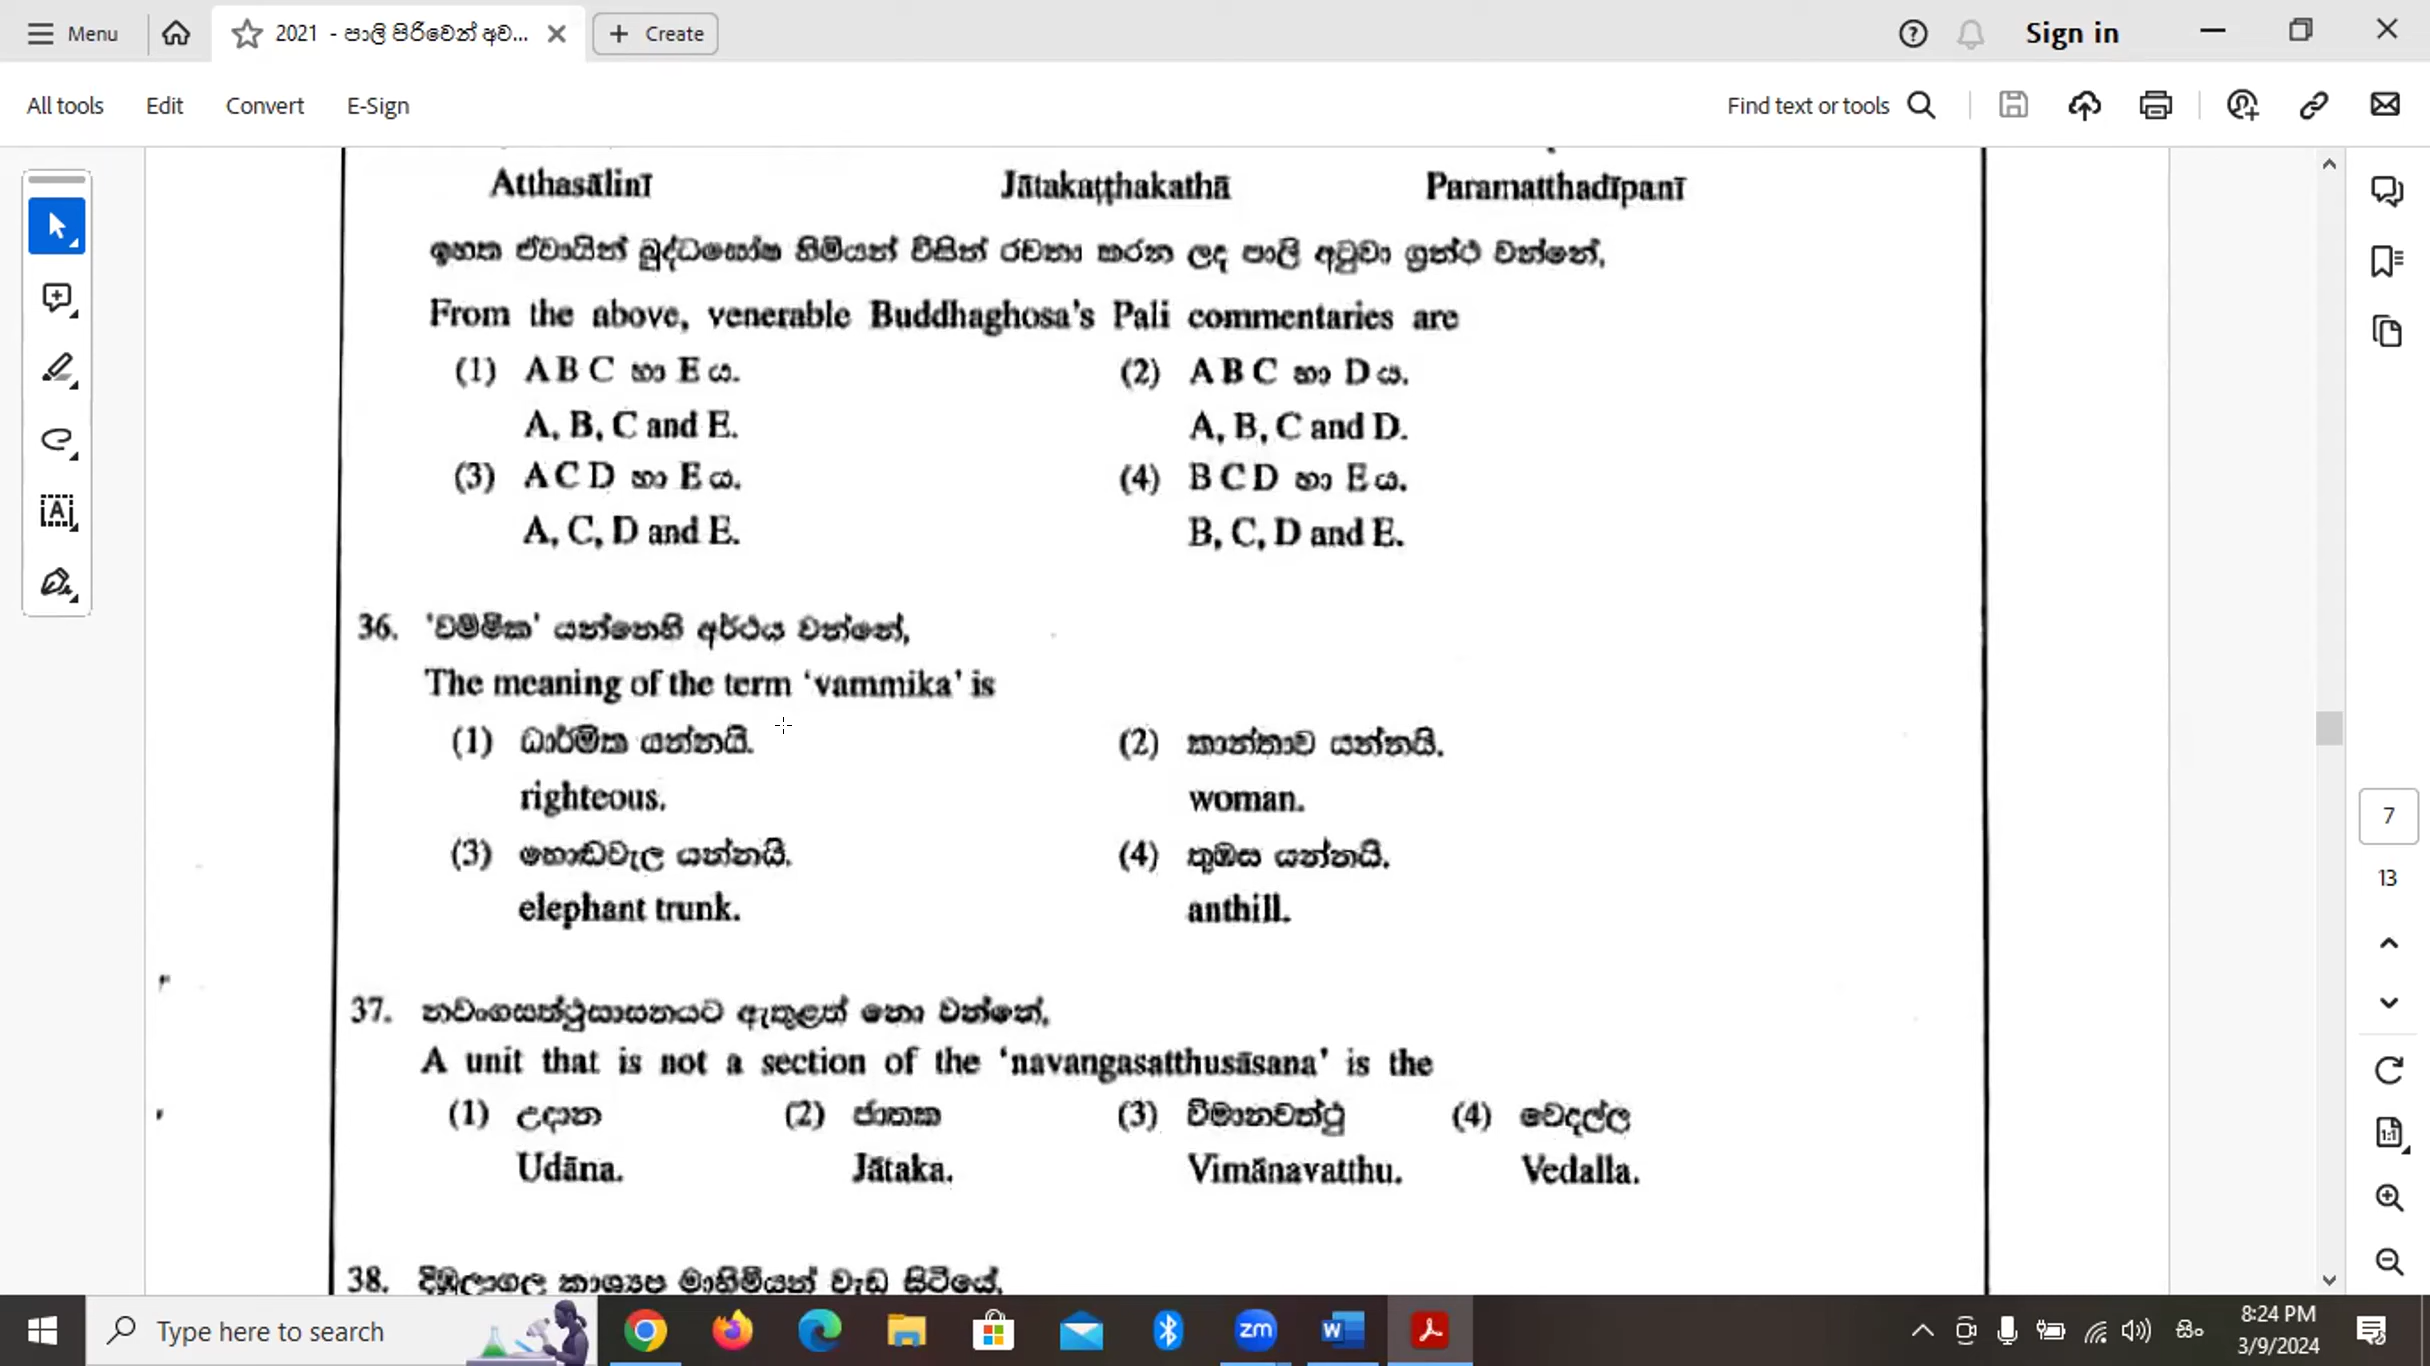 Menu
2021 - පාලි පිරිවෙන් අව...
Create
Sign in
All tools
Edit
Convert
E-Sign
Find text or tools
Atthasālinī Jātakaṭṭhakathā Paramatthadīpanī
ඉහත ඒවායින් බුද්ධඝෝෂ හිමියන් විසින් රචනා කරන ලද පාලි අටුවා ග්‍රන්ථ වන්නේ,
From the above, venerable Buddhaghosa's Pali commentaries are
(1) A B C හා E ය. (2) A B C හා D ය.
A, B, C and E. A, B, C and D.
(3) A C D හා E ය. (4) B C D හා E ය.
A, C, D and E. B, C, D and E.
36. 'වම්මික' යන්නෙහි අර්ථය වන්නේ,
The meaning of the term 'vammika' is
(1) ධාර්මික යන්නයි. (2) කාන්තාව යන්නයි.
righteous. woman.
(3) හොඬවැල යන්නයි. (4) තුඹස යන්නයි.
elephant trunk. anthill.
37. නවංගසත්ථුසාසනයට ඇතුළත් නො වන්නේ,
A unit that is not a section of the 'navangasatthusāsana' is the
(1) උදාන (2) ජාතක (3) විමානවත්ථු (4) වෙදල්ල
Udāna. Jātaka. Vimānavatthu. Vedalla.
38. දිඹුලාගල කාශ්‍යප මාහිමියන් වැඩ සිටියේ,
7
13
Type here to search
zm
W
සිං
8:24 PM
3/9/2024